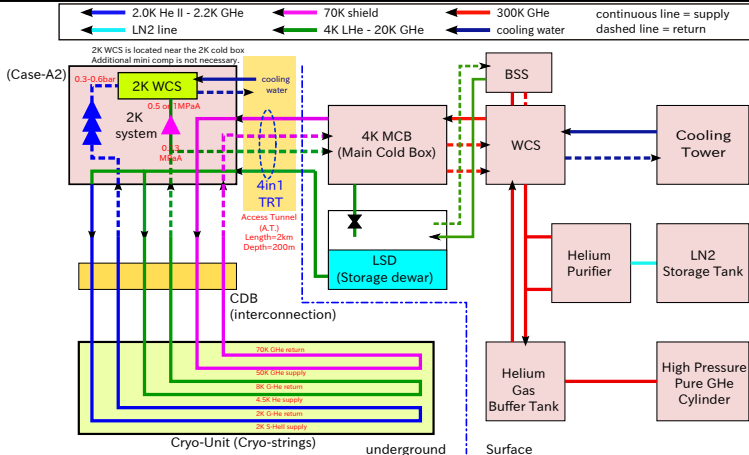 2.0K He II - 2.2K GHe
70K shield
300K GHe
continuous line = supply
LN2 line
4K LHe - 20K GHe
cooling water
dashed line = return
2K WCS is located near the 2K cold box
Additional mini comp is not necessary.
(Case-A2)
0.3-0.6bar
2K WCS
cooling
water
0.5 or 1MPaA
2K
system
0.13
MPaA
4in1
TRT
Access Tunnel
(A.T.)
Length=2km
Depth=200m
4K MCB
(Main Cold Box)
BSS
WCS
Cooling
Tower
LSD
(Storage dewar)
Helium
Purifier
LN2
Storage Tank
CDB
(interconnection)
Helium
Gas
Buffer Tank
High Pressure
Pure GHe
Cylinder
70K GHe return
50K GHe supply
8K G-He return
4.5K He supply
2K G-He return
2K S-HeII supply
Cryo-Unit (Cryo-strings)
underground
Surface